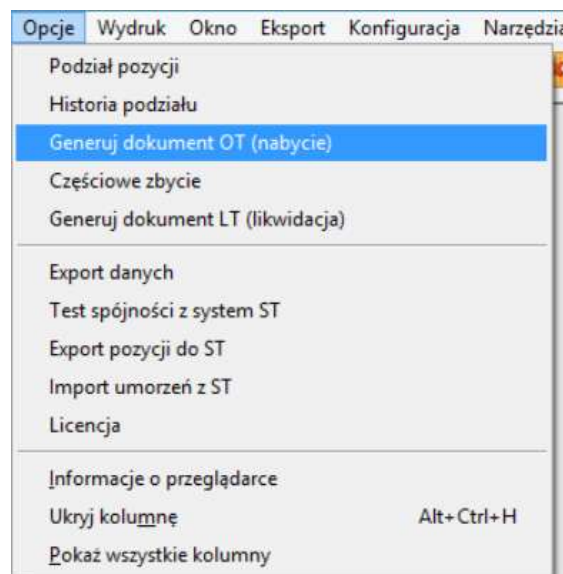 Opcje Wydruk Okno Eksport Konfiguracja Narzędzia
Podział pozycji
Historia podziału
Generuj dokument OT (nabycie)
Częściowe zbycie
Generuj dokument LT (likwidacja)
Export danych
Test spójności z system ST
Export pozycji do ST
Import umorzeń z ST
Licencja
Informacje o przeglądarce
Ukryj kolumnę Alt+Ctrl+H
Pokaż wszystkie kolumny